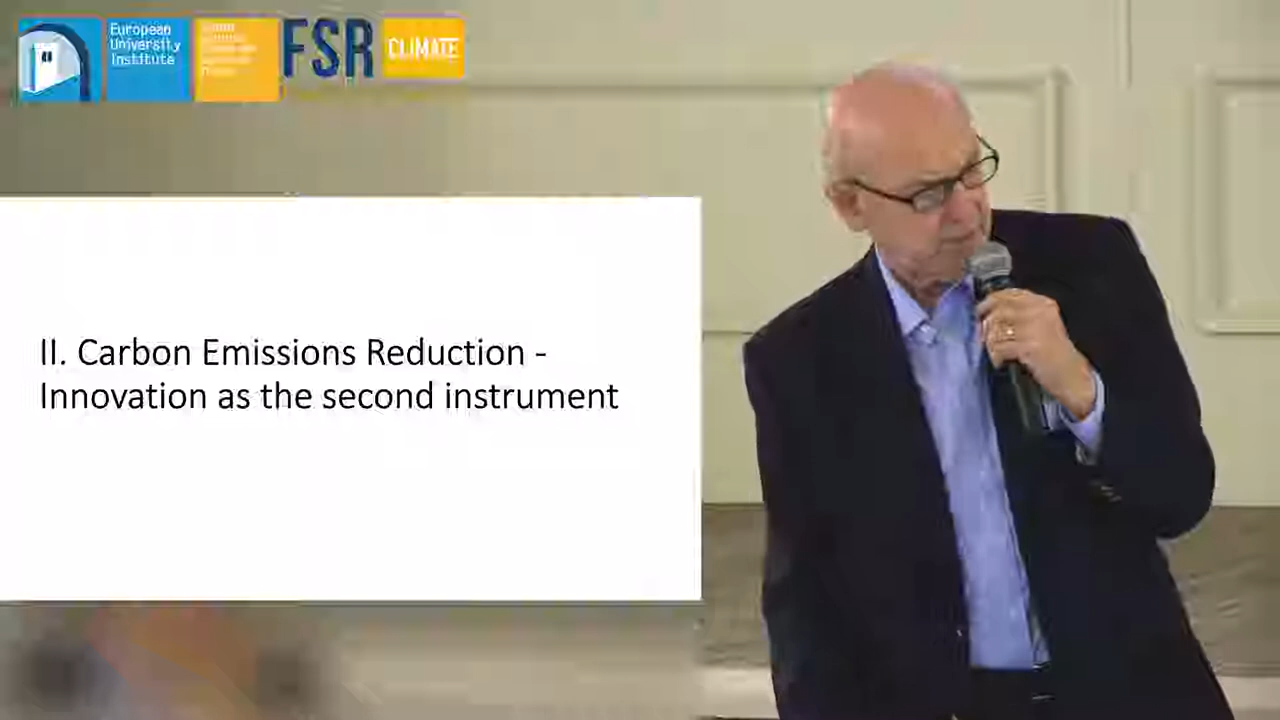 European
University
Institute
FSR
CLIMATE
II. Carbon Emissions Reduction -
Innovation as the second instrument